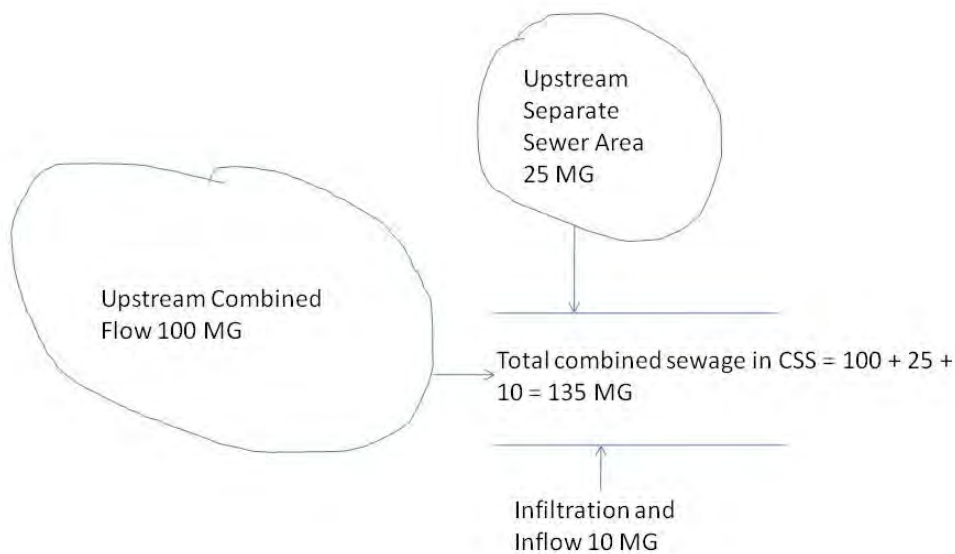 Upstream
Separate
Sewer Area
25 MG
Upstream Combined
Flow 100 MG
Total combined sewage in CSS = 100 + 25 +
10 = 135 MG
Infiltration and
Inflow 10 MG